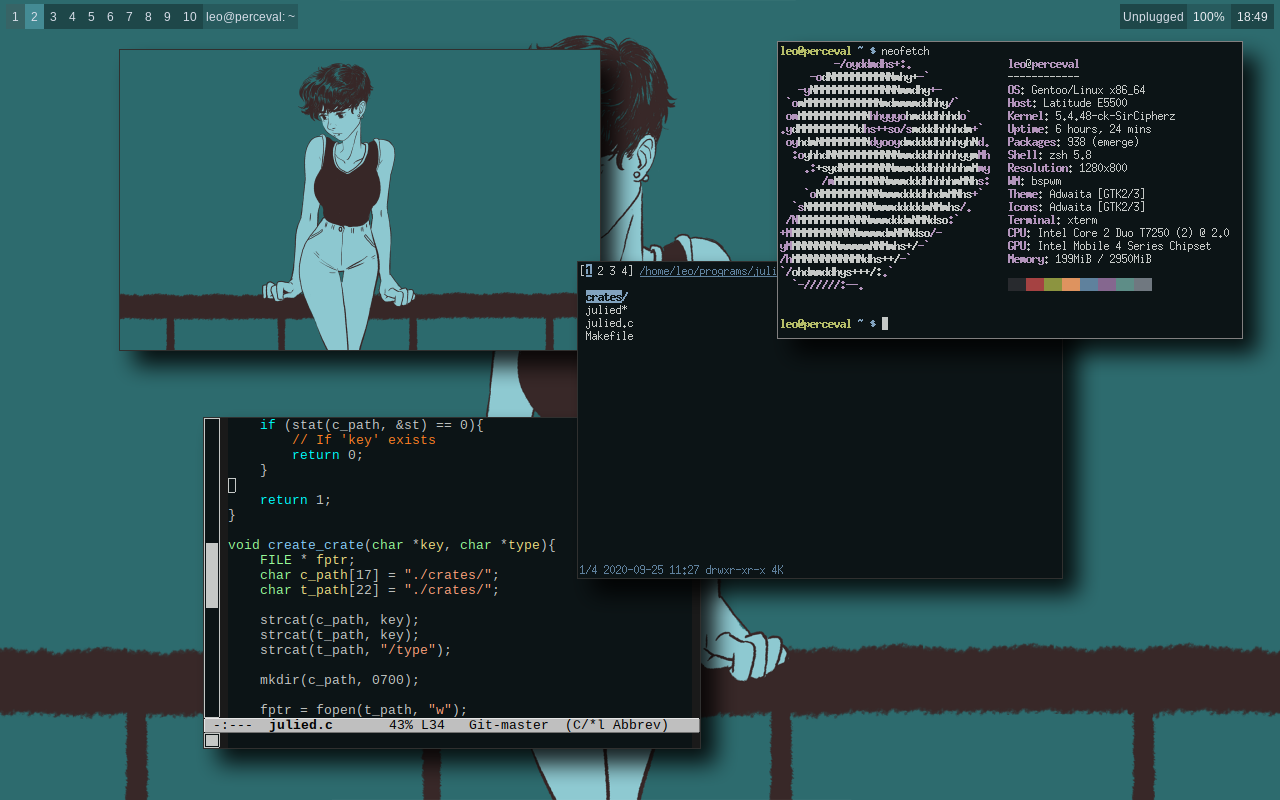 1 2 3 4 5 6 7 8 9 10 leo@perceval: ~
Unplugged 100% 18:49
leo@perceval ~ $ neofetch
leo@perceval
------------
OS: Gentoo/Linux x86_64
Host: Latitude E5500
Kernel: 5.4.48-ck-SirCipherz
Uptime: 6 hours, 24 mins
Packages: 938 (emerge)
Shell: zsh 5.8
Resolution: 1280x800
WM: bspwm
Theme: Adwaita [GTK2/3]
Icons: Adwaita [GTK2/3]
Terminal: xterm
CPU: Intel Core 2 Duo T7250 (2) @ 2.0
GPU: Intel Mobile 4 Series Chipset
Memory: 199MiB / 2950MiB
leo@perceval ~ $
[1 2 3 4] /home/leo/programs/juli
crates/
julied*
julied.c
Makefile
1/4 2020-09-25 11:27 drwxr-xr-x 4K
if (stat(c_path, &st) == 0){
// If 'key' exists
return 0;
}
return 1;
}
void create_crate(char *key, char *type){
FILE * fptr;
char c_path[17] = "./crates/";
char t_path[22] = "./crates/";
strcat(c_path, key);
strcat(t_path, key);
strcat(t_path, "/type");
mkdir(c_path, 0700);
fptr = fopen(t_path, "w");
-:--- julied.c 43% L34 Git-master (C/*l Abbrev)